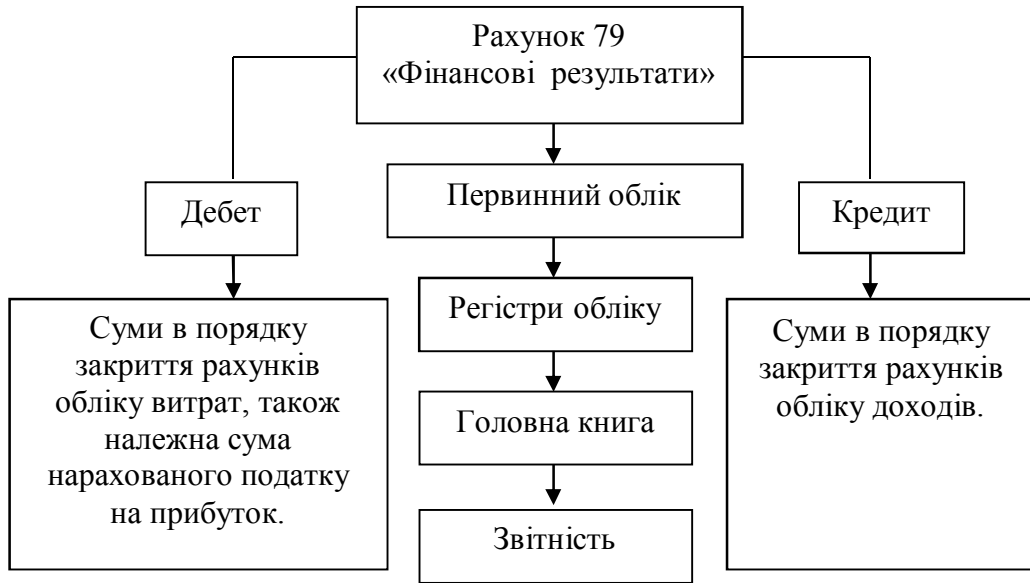 Рахунок 79
«Фінансові результати»
Дебет
Первинний облік
Кредит
Суми в порядку
закриття рахунків
обліку витрат, також
належна сума
нарахованого податку
на прибуток.
Регістри обліку
Головна книга
Звітність
Суми в порядку
закриття рахунків
обліку доходів.